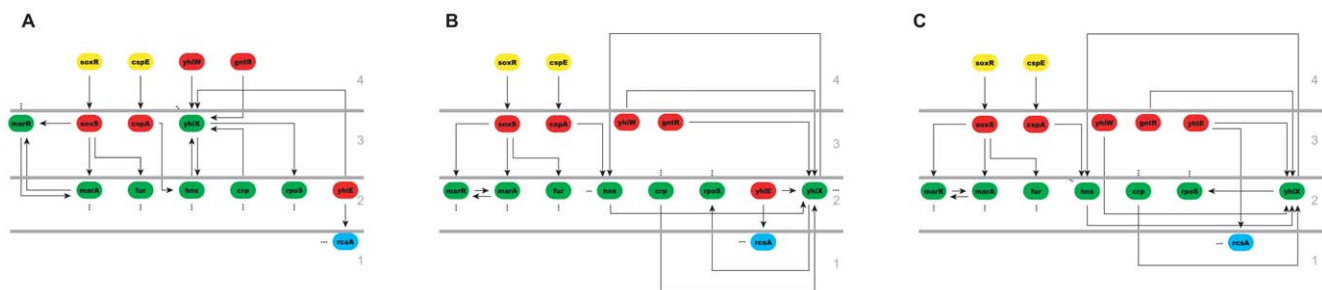 A
B
C
soxR cspE yhiW gntR
4
marR soxS cspA yhiX
3
marA fur hns crp rpoS yhiE
2
rcsA
1
soxR cspE
4
soxS cspA yhiW gntR
3
marR marA fur hns crp rpoS yhiE yhiX
2
rcsA
1
soxR cspE
4
soxS cspA yhiW gntR yhiE
3
marR marA fur hns crp rpoS yhiX
2
rcsA
1